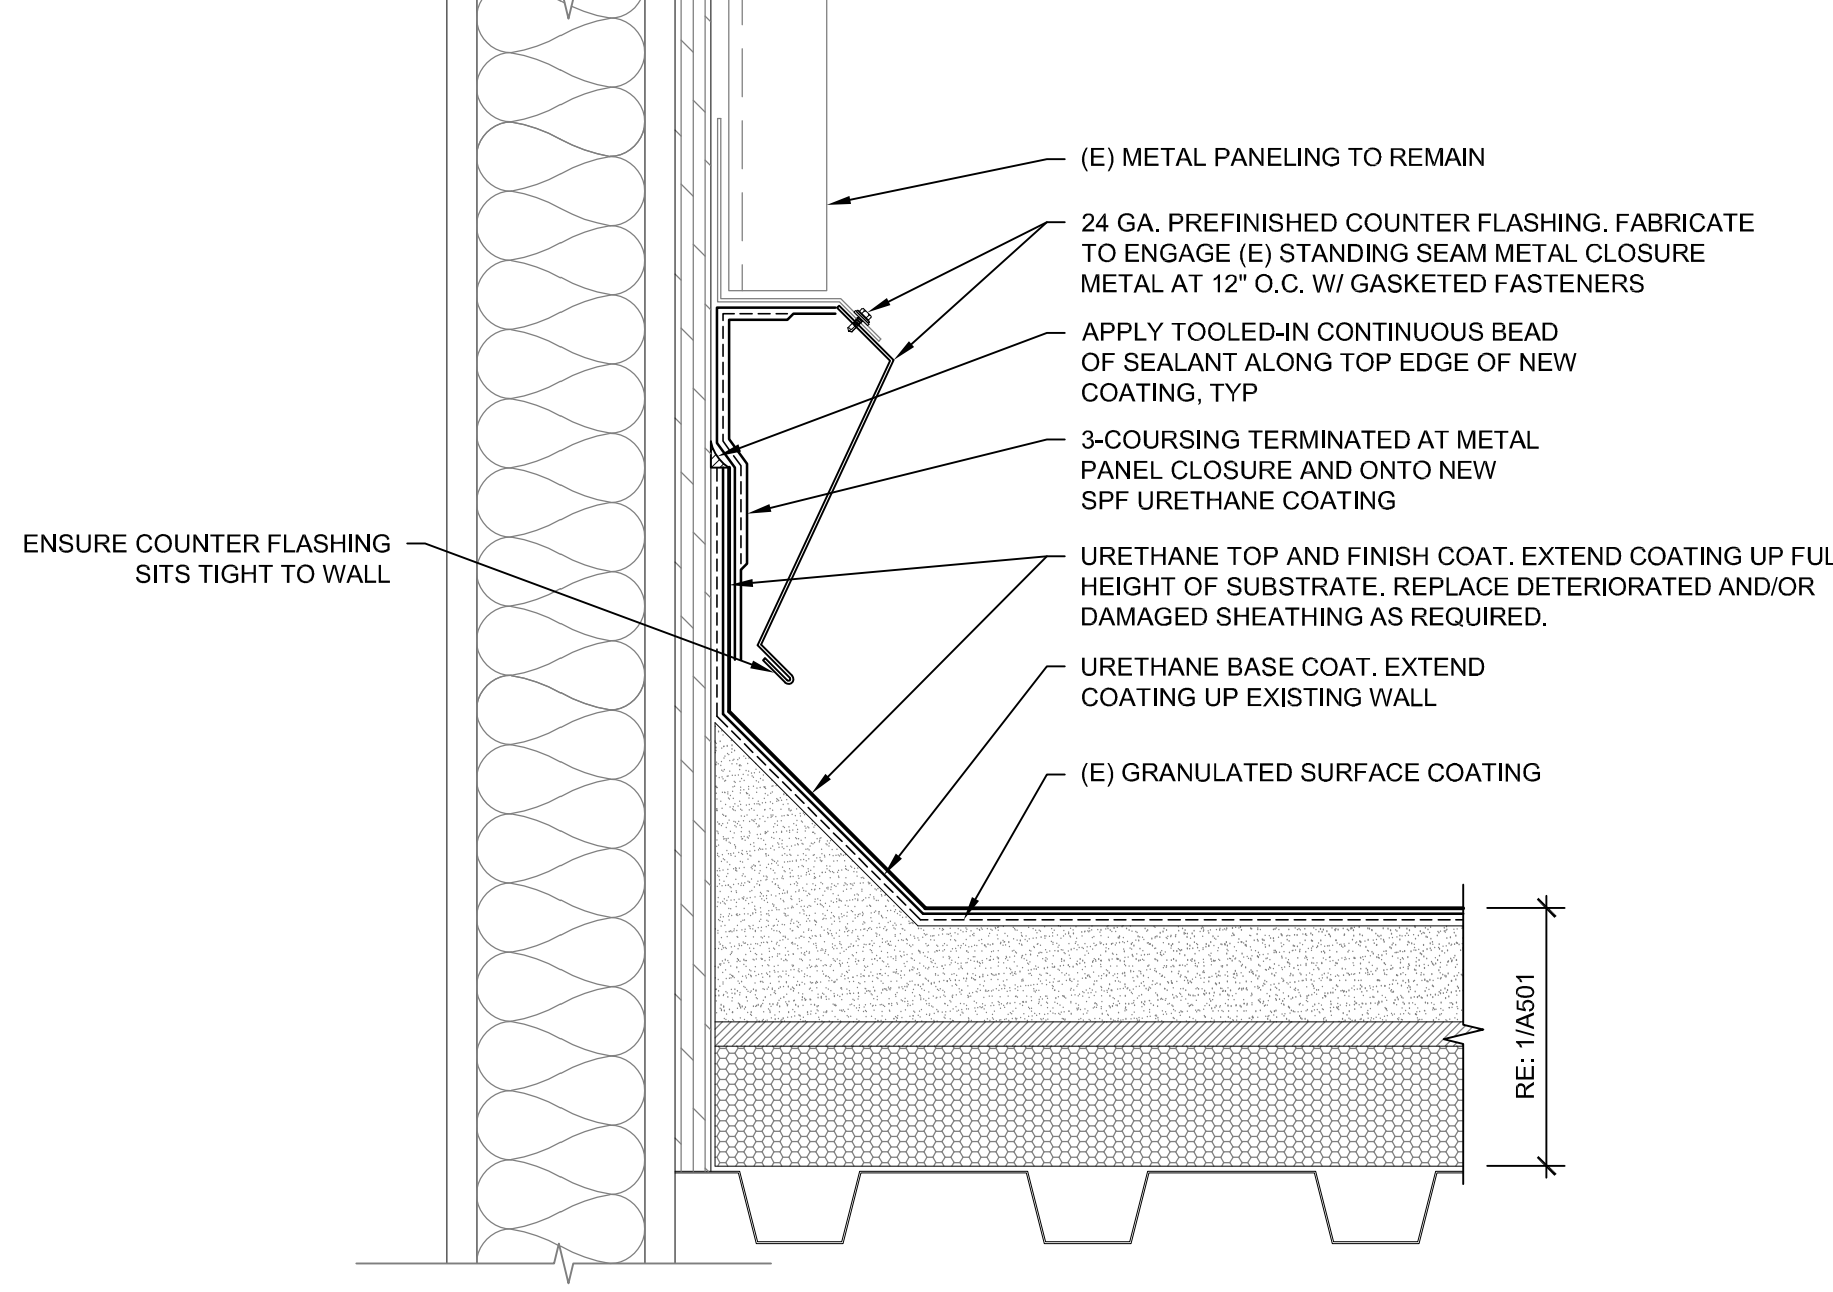 (E) METAL PANELING TO REMAIN
24 GA. PREFINISHED COUNTER FLASHING. FABRICATE
TO ENGAGE (E) STANDING SEAM METAL CLOSURE
METAL AT 12" O.C. W/ GASKETED FASTENERS
APPLY TOOLED-IN CONTINUOUS BEAD
OF SEALANT ALONG TOP EDGE OF NEW
COATING, TYP
3-COURSING TERMINATED AT METAL
PANEL CLOSURE AND ONTO NEW
SPF URETHANE COATING
ENSURE COUNTER FLASHING
SITS TIGHT TO WALL
URETHANE TOP AND FINISH COAT. EXTEND COATING UP FUL
HEIGHT OF SUBSTRATE. REPLACE DETERIORATED AND/OR
DAMAGED SHEATHING AS REQUIRED.
URETHANE BASE COAT. EXTEND
COATING UP EXISTING WALL
(E) GRANULATED SURFACE COATING
RE: 1/A501